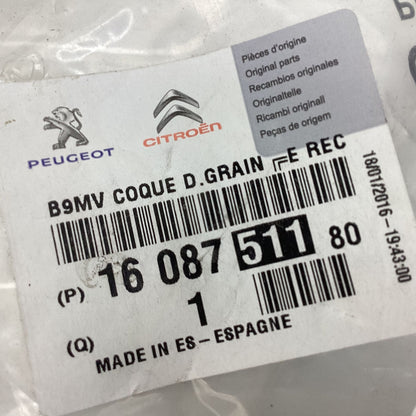 PEUGEOT
CITROËN
Pièces d'origine
Original parts
Recambios originales
Originalteile
Ricambi originali
Peças de origem
B9MV COQUE D.GRAIN E REC
(P) 16 087 511 80
(Q) 1
MADE IN ES-ESPAGNE
18/01/2016-19:43:00